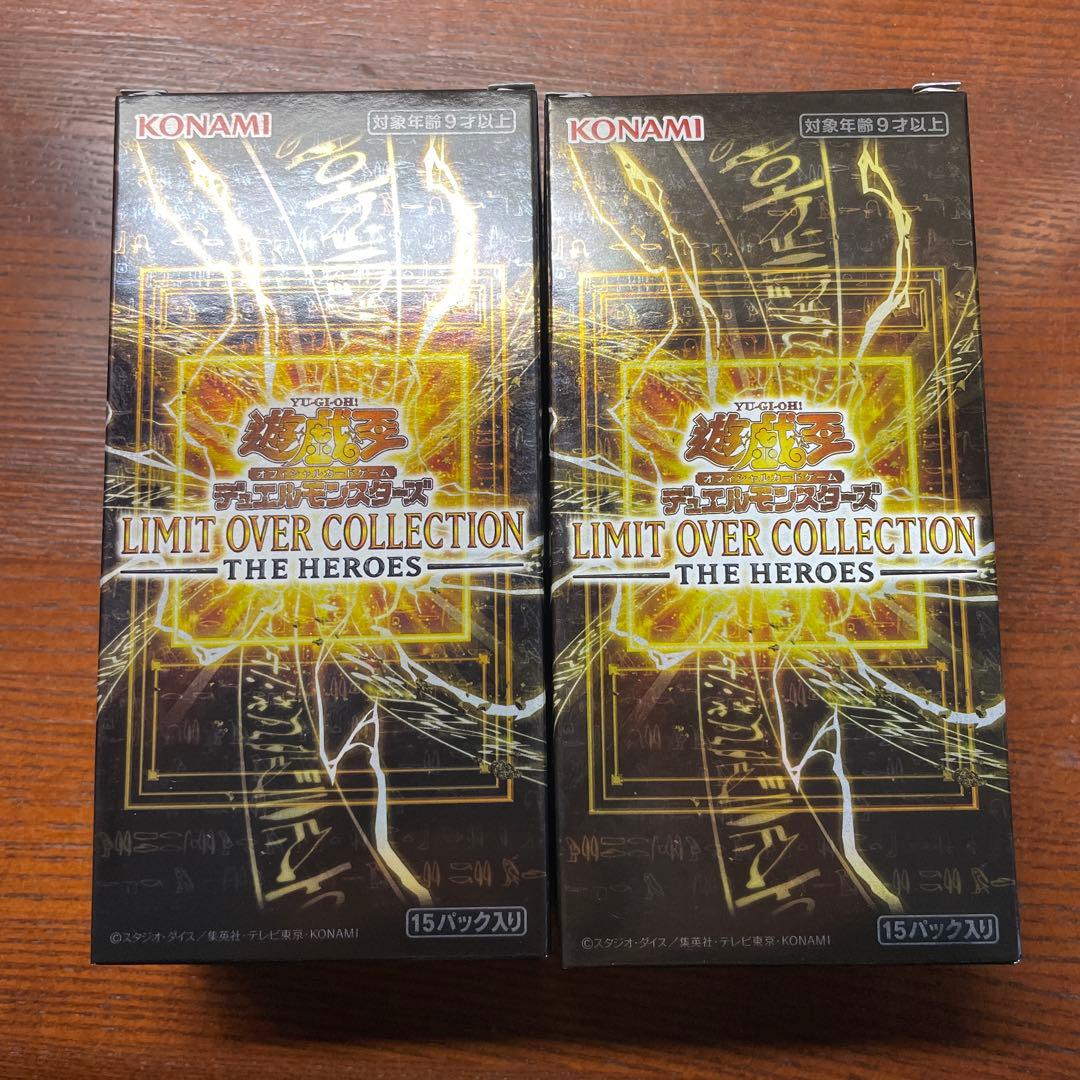 KONAMI
対象年齢9才以上
YU-GI-OH!
遊戯王
オフィシャルカードゲーム
デュエルモンスターズ
LIMIT OVER COLLECTION
THE HEROES
15パック入り
©スタジオ・ダイス／集英社・テレビ東京・KONAMI
KONAMI
対象年齢9才以上
YU-GI-OH!
遊戯王
オフィシャルカードゲーム
デュエルモンスターズ
LIMIT OVER COLLECTION
THE HEROES
15パック入り
©スタジオ・ダイス／集英社・テレビ東京・KONAMI